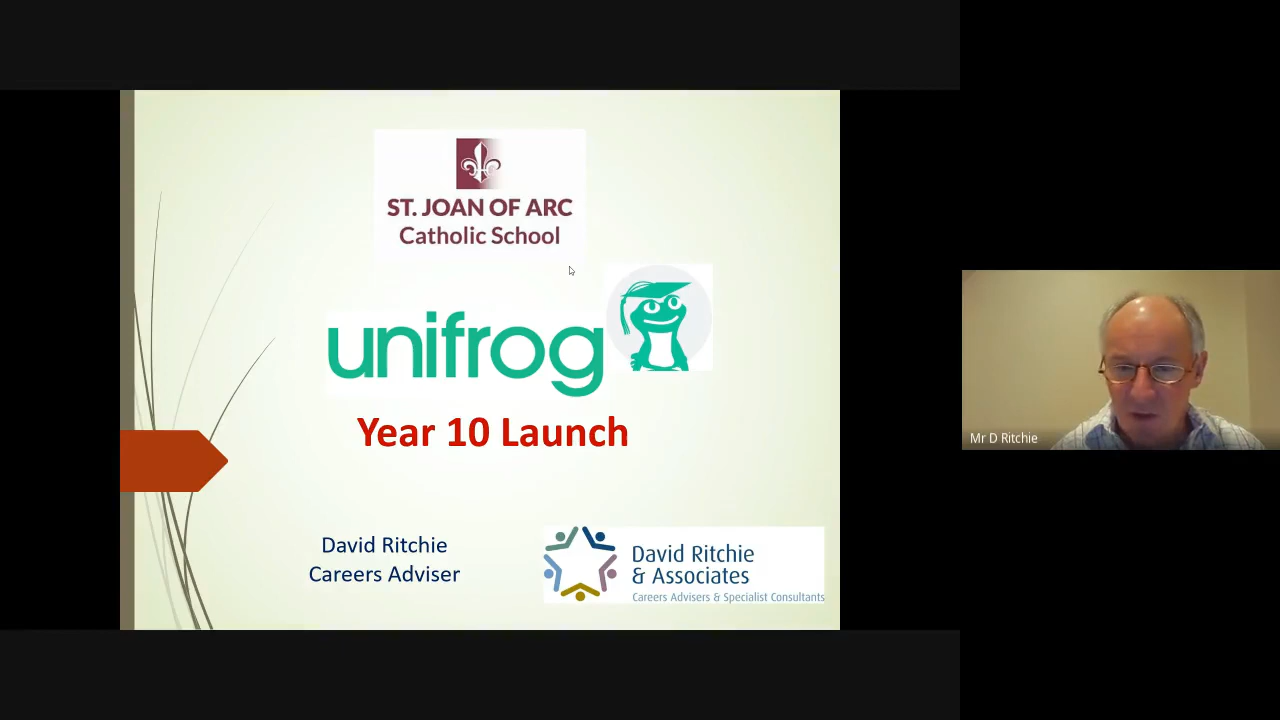 ST. JOAN OF ARC
Catholic School
unifrog
Year 10 Launch
David Ritchie
Careers Adviser
David Ritchie
& Associates
Careers Advisers & Specialist Consultants
Mr D Ritchie